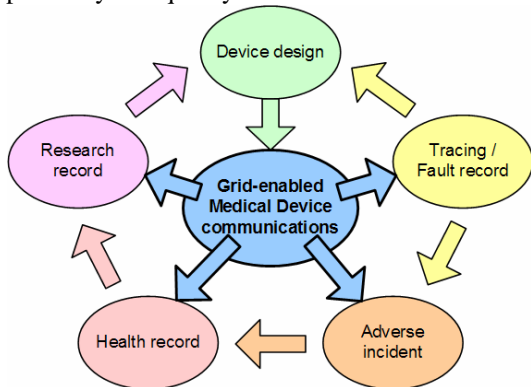 Device design
Research
record
Tracing /
Fault record
Grid-enabled
Medical Device
communications
Health record
Adverse
incident